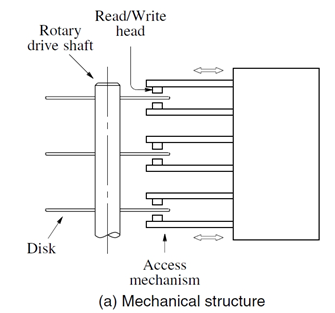 Read/Write
head
Rotary
drive shaft
Disk
Access
mechanism
(a) Mechanical structure